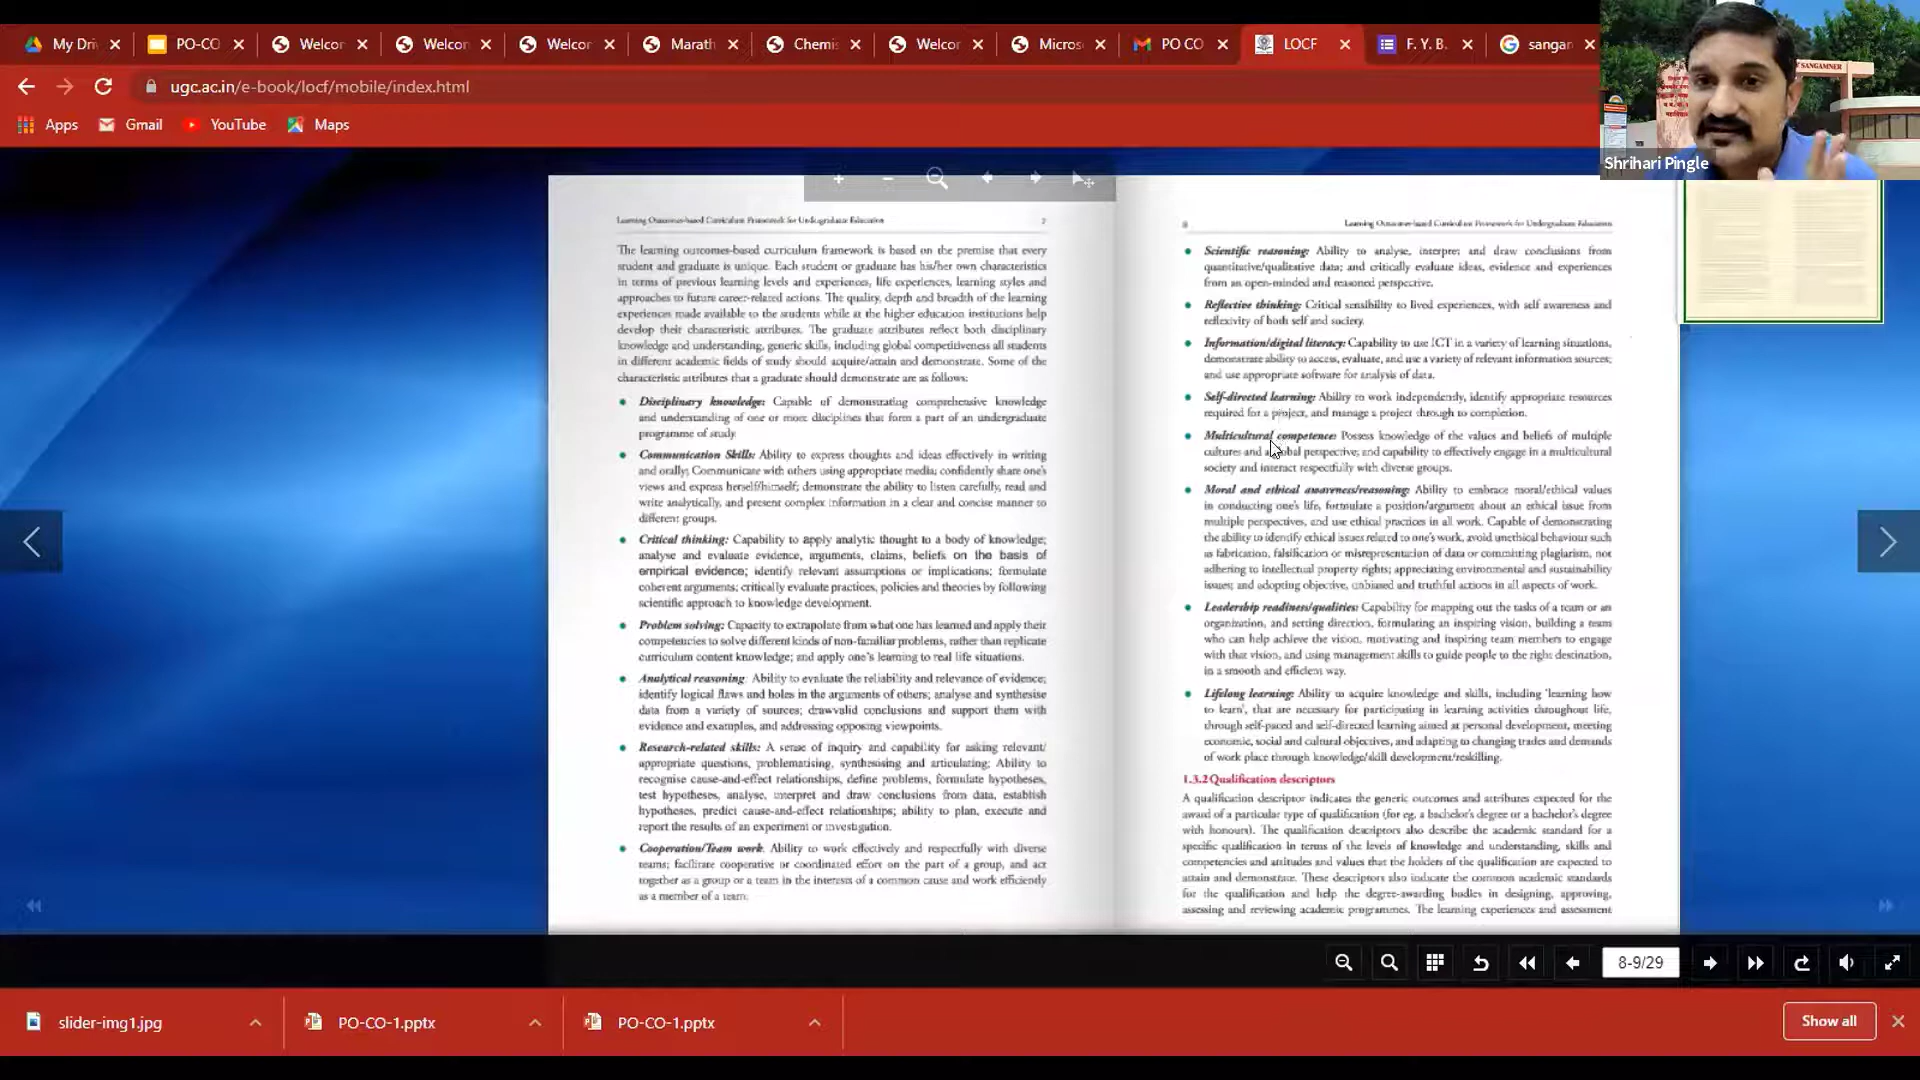 My Dri
PO-CO
Welcor
Welcor
Welcor
Marath
Chemis
Welcor
Micros
PO CO
LOCF
F. Y. B.
sangar
SANGAMNER
ugc.ac.in/e-book/locf/mobile/index.html
Apps
Gmail
YouTube
Maps
Shrihari Pingle
Learning Outcomes-based Curriculum Framework for Undergraduate Education 7
The learning outcomes-based curriculum framework is based on the premise that every
student and graduate is unique. Each student or graduate has his/her own characteristics
in terms of previous learning levels and experiences, life experiences, learning styles and
approaches to future career-related actions. The quality, depth and breadth of the learning
experiences made available to the students while at the higher education institutions help
develop their characteristic attributes. The graduate attributes reflect both disciplinary
knowledge and understanding, generic skills, including global competitiveness all students
in different academic fields of study should acquire/attain and demonstrate. Some of the
characteristic attributes that a graduate should demonstrate are as follows:
• Disciplinary knowledge: Capable of demonstrating comprehensive knowledge
and understanding of one or more disciplines that form a part of an undergraduate
programme of study.
• Communication Skills: Ability to express thoughts and ideas effectively in writing
and orally; Communicate with others using appropriate media; confidently share one's
views and express herself/himself; demonstrate the ability to listen carefully, read and
write analytically, and present complex information in a clear and concise manner to
different groups.
• Critical thinking: Capability to apply analytic thought to a body of knowledge;
analyse and evaluate evidence, arguments, claims, beliefs on the basis of
empirical evidence; identify relevant assumptions or implications; formulate
coherent arguments; critically evaluate practices, policies and theories by following
scientific approach to knowledge development.
• Problem solving: Capacity to extrapolate from what one has learned and apply their
competencies to solve different kinds of non-familiar problems, rather than replicate
curriculum content knowledge; and apply one's learning to real life situations.
• Analytical reasoning: Ability to evaluate the reliability and relevance of evidence;
identify logical flaws and holes in the arguments of others; analyse and synthesise
data from a variety of sources; drawvalid conclusions and support them with
evidence and examples, and addressing opposing viewpoints.
• Research-related skills: A sense of inquiry and capability for asking relevant/
appropriate questions, problematising, synthesising and articulating; Ability to
recognise cause-and-effect relationships, define problems, formulate hypotheses,
test hypotheses, analyse, interpret and draw conclusions from data, establish
hypotheses, predict cause-and-effect relationships; ability to plan, execute and
report the results of an experiment or investigation.
• Cooperation/Team work: Ability to work effectively and respectfully with diverse
teams; facilitate cooperative or coordinated effort on the part of a group, and act
together as a group or a team in the interests of a common cause and work efficiently
as a member of a team.
8 Learning Outcomes-based Curriculum Framework for Undergraduate Education
• Scientific reasoning: Ability to analyse, interpret and draw conclusions from
quantitative/qualitative data; and critically evaluate ideas, evidence and experiences
from an open-minded and reasoned perspective.
• Reflective thinking: Critical sensibility to lived experiences, with self awareness and
reflexivity of both self and society.
• Information/digital literacy: Capability to use ICT in a variety of learning situations,
demonstrate ability to access, evaluate, and use a variety of relevant information sources;
and use appropriate software for analysis of data.
• Self-directed learning: Ability to work independently, identify appropriate resources
required for a project, and manage a project through to completion.
• Multicultural competence: Possess knowledge of the values and beliefs of multiple
cultures and a global perspective; and capability to effectively engage in a multicultural
society and interact respectfully with diverse groups.
• Moral and ethical awareness/reasoning: Ability to embrace moral/ethical values
in conducting one's life, formulate a position/argument about an ethical issue from
multiple perspectives, and use ethical practices in all work. Capable of demonstrating
the ability to identify ethical issues related to one's work, avoid unethical behaviour such
as fabrication, falsification or misrepresentation of data or committing plagiarism, not
adhering to intellectual property rights; appreciating environmental and sustainability
issues; and adopting objective, unbiased and truthful actions in all aspects of work.
• Leadership readiness/qualities: Capability for mapping out the tasks of a team or an
organization, and setting direction, formulating an inspiring vision, building a team
who can help achieve the vision, motivating and inspiring team members to engage
with that vision, and using management skills to guide people to the right destination,
in a smooth and efficient way.
• Lifelong learning: Ability to acquire knowledge and skills, including 'learning how
to learn', that are necessary for participating in learning activities throughout life,
through self-paced and self-directed learning aimed at personal development, meeting
economic, social and cultural objectives, and adapting to changing trades and demands
of work place through knowledge/skill development/reskilling.
1.3.2 Qualification descriptors
A qualification descriptor indicates the generic outcomes and attributes expected for the
award of a particular type of qualification (for eg. a bachelor's degree or a bachelor's degree
with honours). The qualification descriptors also describe the academic standard for a
specific qualification in terms of the levels of knowledge and understanding, skills and
competencies and attitudes and values that the holders of the qualification are expected to
attain and demonstrate. These descriptors also indicate the common academic standards
for the qualification and help the degree-awarding bodies in designing, approving,
assessing and reviewing academic programmes. The learning experiences and assessment
8-9/29
slider-img1.jpg
PO-CO-1.pptx
PO-CO-1.pptx
Show all